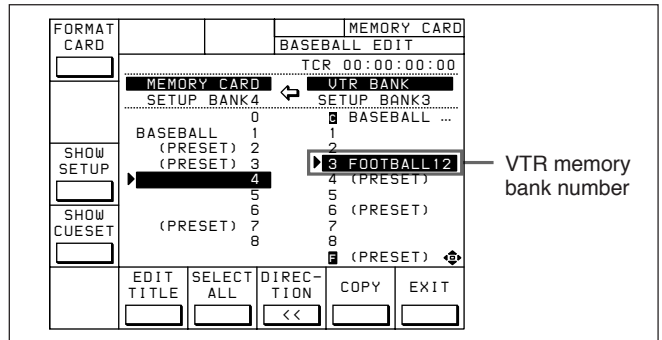 FORMAT
CARD
MEMORY CARD
BASEBALL EDIT
TCR 00:00:00:00
MEMORY CARD
VTR BANK
SETUP BANK4
SETUP BANK3
0
C BASEBALL …
BASEBALL 1
1
(PRESET) 2
2
(PRESET) 3
3 FOOTBALL12
4
4 (PRESET)
5
5
6
6 (PRESET)
(PRESET) 7
7
8
8
F (PRESET)
SHOW
SETUP
SHOW
CUESET
VTR memory
bank number
EDIT
TITLE
SELECT
ALL
DIREC-
TION
<<
COPY
EXIT